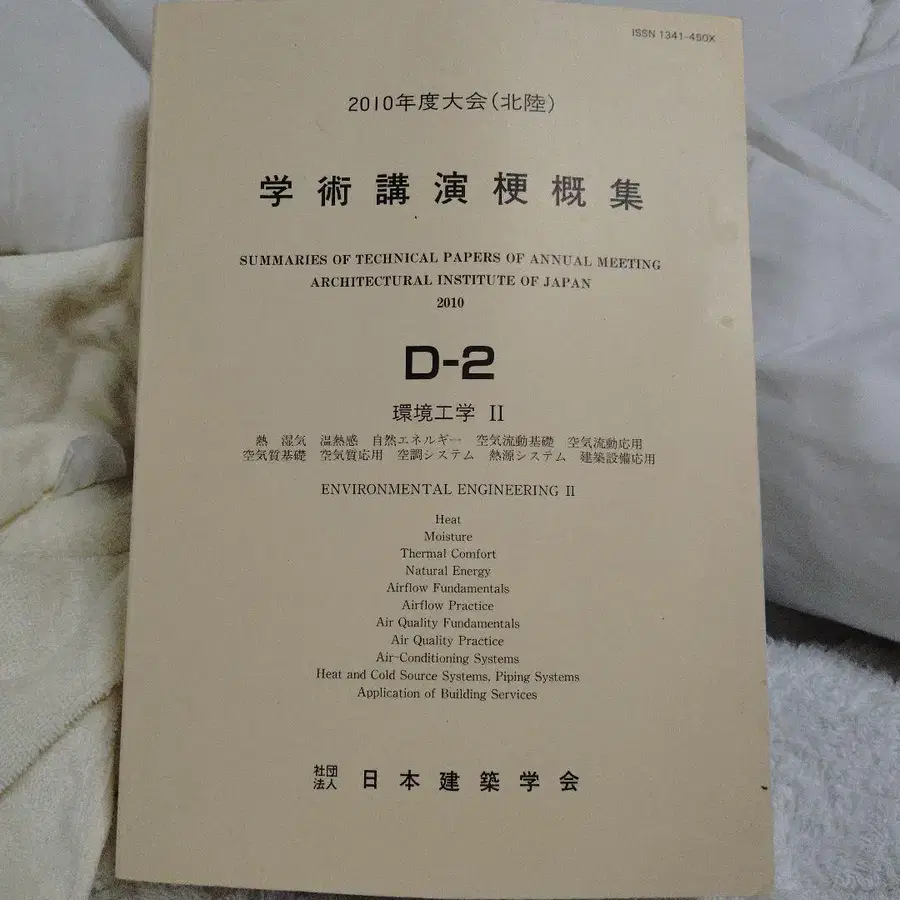 ISSN 1341-450X
2010年度大会(北陸)
学術講演梗概集
SUMMARIES OF TECHNICAL PAPERS OF ANNUAL MEETING
ARCHITECTURAL INSTITUTE OF JAPAN
2010
D-2
環境工学 II
熱 湿気 温熱感 自然エネルギー 空気流動基礎 空気流動応用
空気質基礎 空気質応用 空調システム 熱源システム 建築設備応用
ENVIRONMENTAL ENGINEERING II
Heat
Moisture
Thermal Comfort
Natural Energy
Airflow Fundamentals
Airflow Practice
Air Quality Fundamentals
Air Quality Practice
Air-Conditioning Systems
Heat and Cold Source Systems, Piping Systems
Application of Building Services
社団法人 日本建築学会